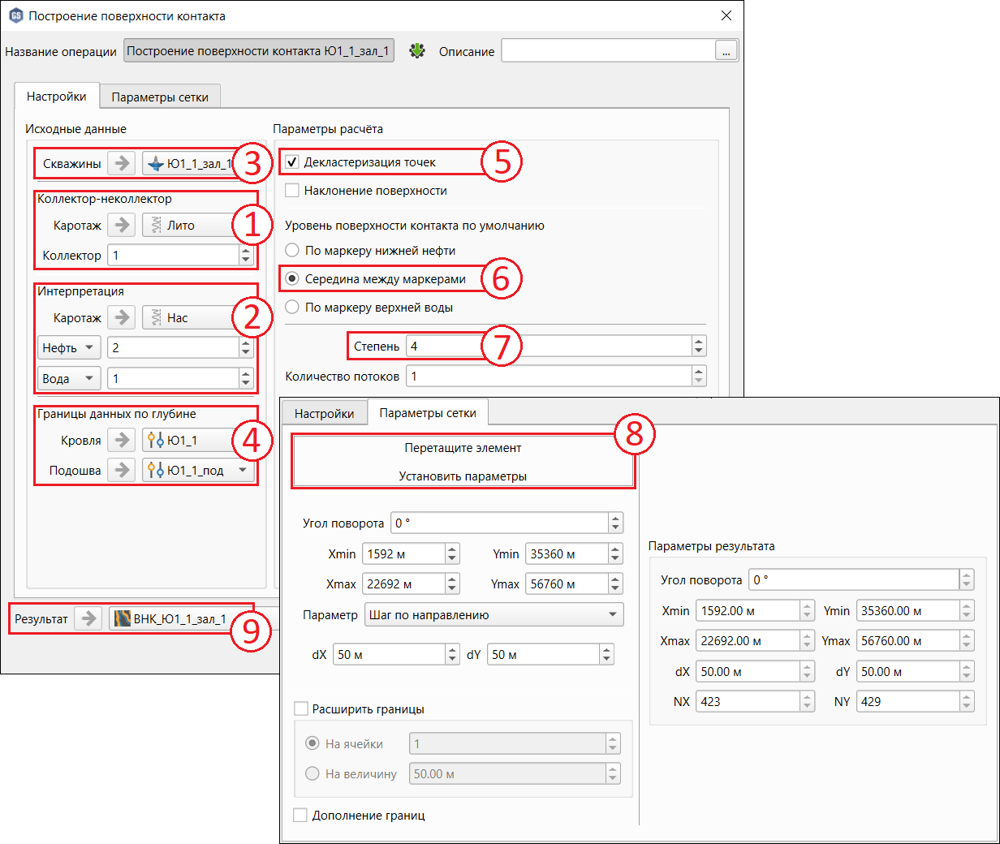 GS Построение поверхности контакта
Название операции Построение поверхности контакта Ю1_1_зал_1 Описание ...
Настройки Параметры сетки
Исходные данные
Скважины Ю1_1_зал_1 3
Коллектор-неколлектор
Каротаж Лито 1
Коллектор 1
Интерпретация
Каротаж Нас 2
Нефть 2
Вода 1
Границы данных по глубине
Кровля Ю1_1 4
Подошва Ю1_1_под
Параметры расчёта
Декластеризация точек 5
Наклонение поверхности
Уровень поверхности контакта по умолчанию
По маркеру нижней нефти
Середина между маркерами 6
По маркеру верхней воды
Степень 4 7
Количество потоков 1
Результат ВНК_Ю1_1_зал_1 9
Настройки Параметры сетки
Перетащите элемент 8
Установить параметры
Угол поворота 0 °
Xmin 1592 м Ymin 35360 м
Xmax 22692 м Ymax 56760 м
Параметр Шаг по направлению
dX 50 м dY 50 м
Расширить границы
На ячейки 1
На величину 50.00 м
Дополнение границ
Параметры результата
Угол поворота 0 °
Xmin 1592.00 м Ymin 35360.00 м
Xmax 22692.00 м Ymax 56760.00 м
dX 50.00 м dY 50.00 м
NX 423 NY 429